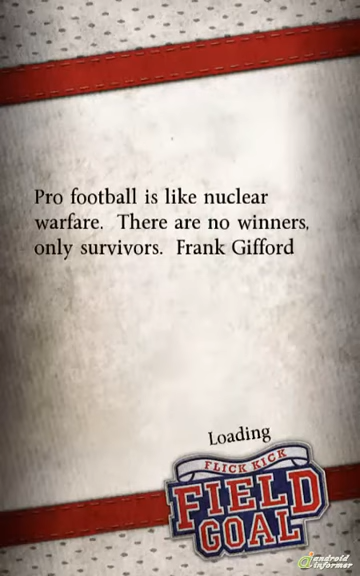 Pro football is like nuclear
warfare.  There are no winners,
only survivors.  Frank Gifford
Loading
FLICK KICK
FIELD
GOAL
android
informer